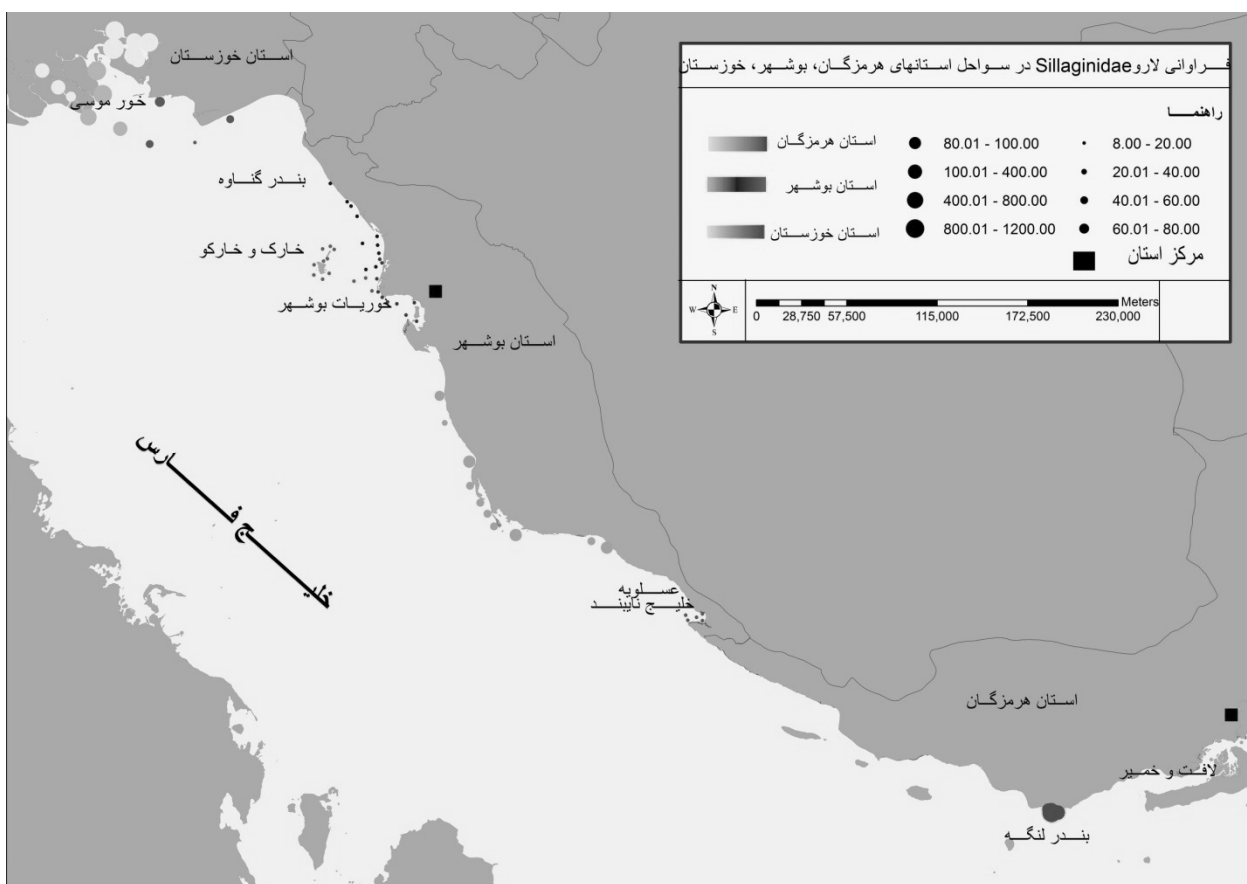 فراوانی لارو Sillaginidae در سواحل استانهای هرمزگان، بوشهر، خوزستان
راهنما
استان هرمزگان
80.01 - 100.00
8.00 - 20.00
استان بوشهر
100.01 - 400.00
20.01 - 40.00
400.01 - 800.00
40.01 - 60.00
استان خوزستان
800.01 - 1200.00
60.01 - 80.00
مرکز استان
N
W E
S
Meters
0 28,750 57,500 115,000 172,500 230,000
استان خوزستان
خور موسی
بندر گناوه
خارک و خارکو
خوریات بوشهر
استان بوشهر
خلیج فارس
عسلویه
خلیج نایبند
استان هرمزگان
لافت و خمیر
بندر لنگه